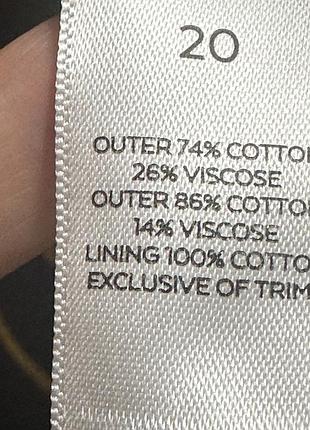 20
OUTER 74% COTTO
26% VISCOSE
OUTER 86% COTTO
14% VISCOSE
LINING 100% COTTO
EXCLUSIVE OF TRIM